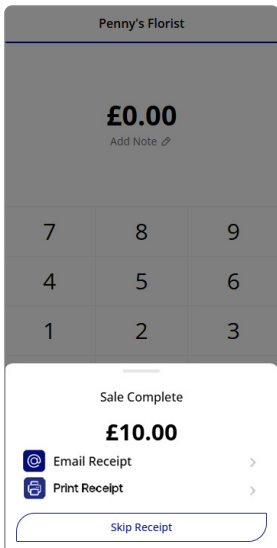 Penny's Florist
£0.00
Add Note
7 8 9
4 5 6
1 2 3
Sale Complete
£10.00
Email Receipt
Print Receipt
Skip Receipt